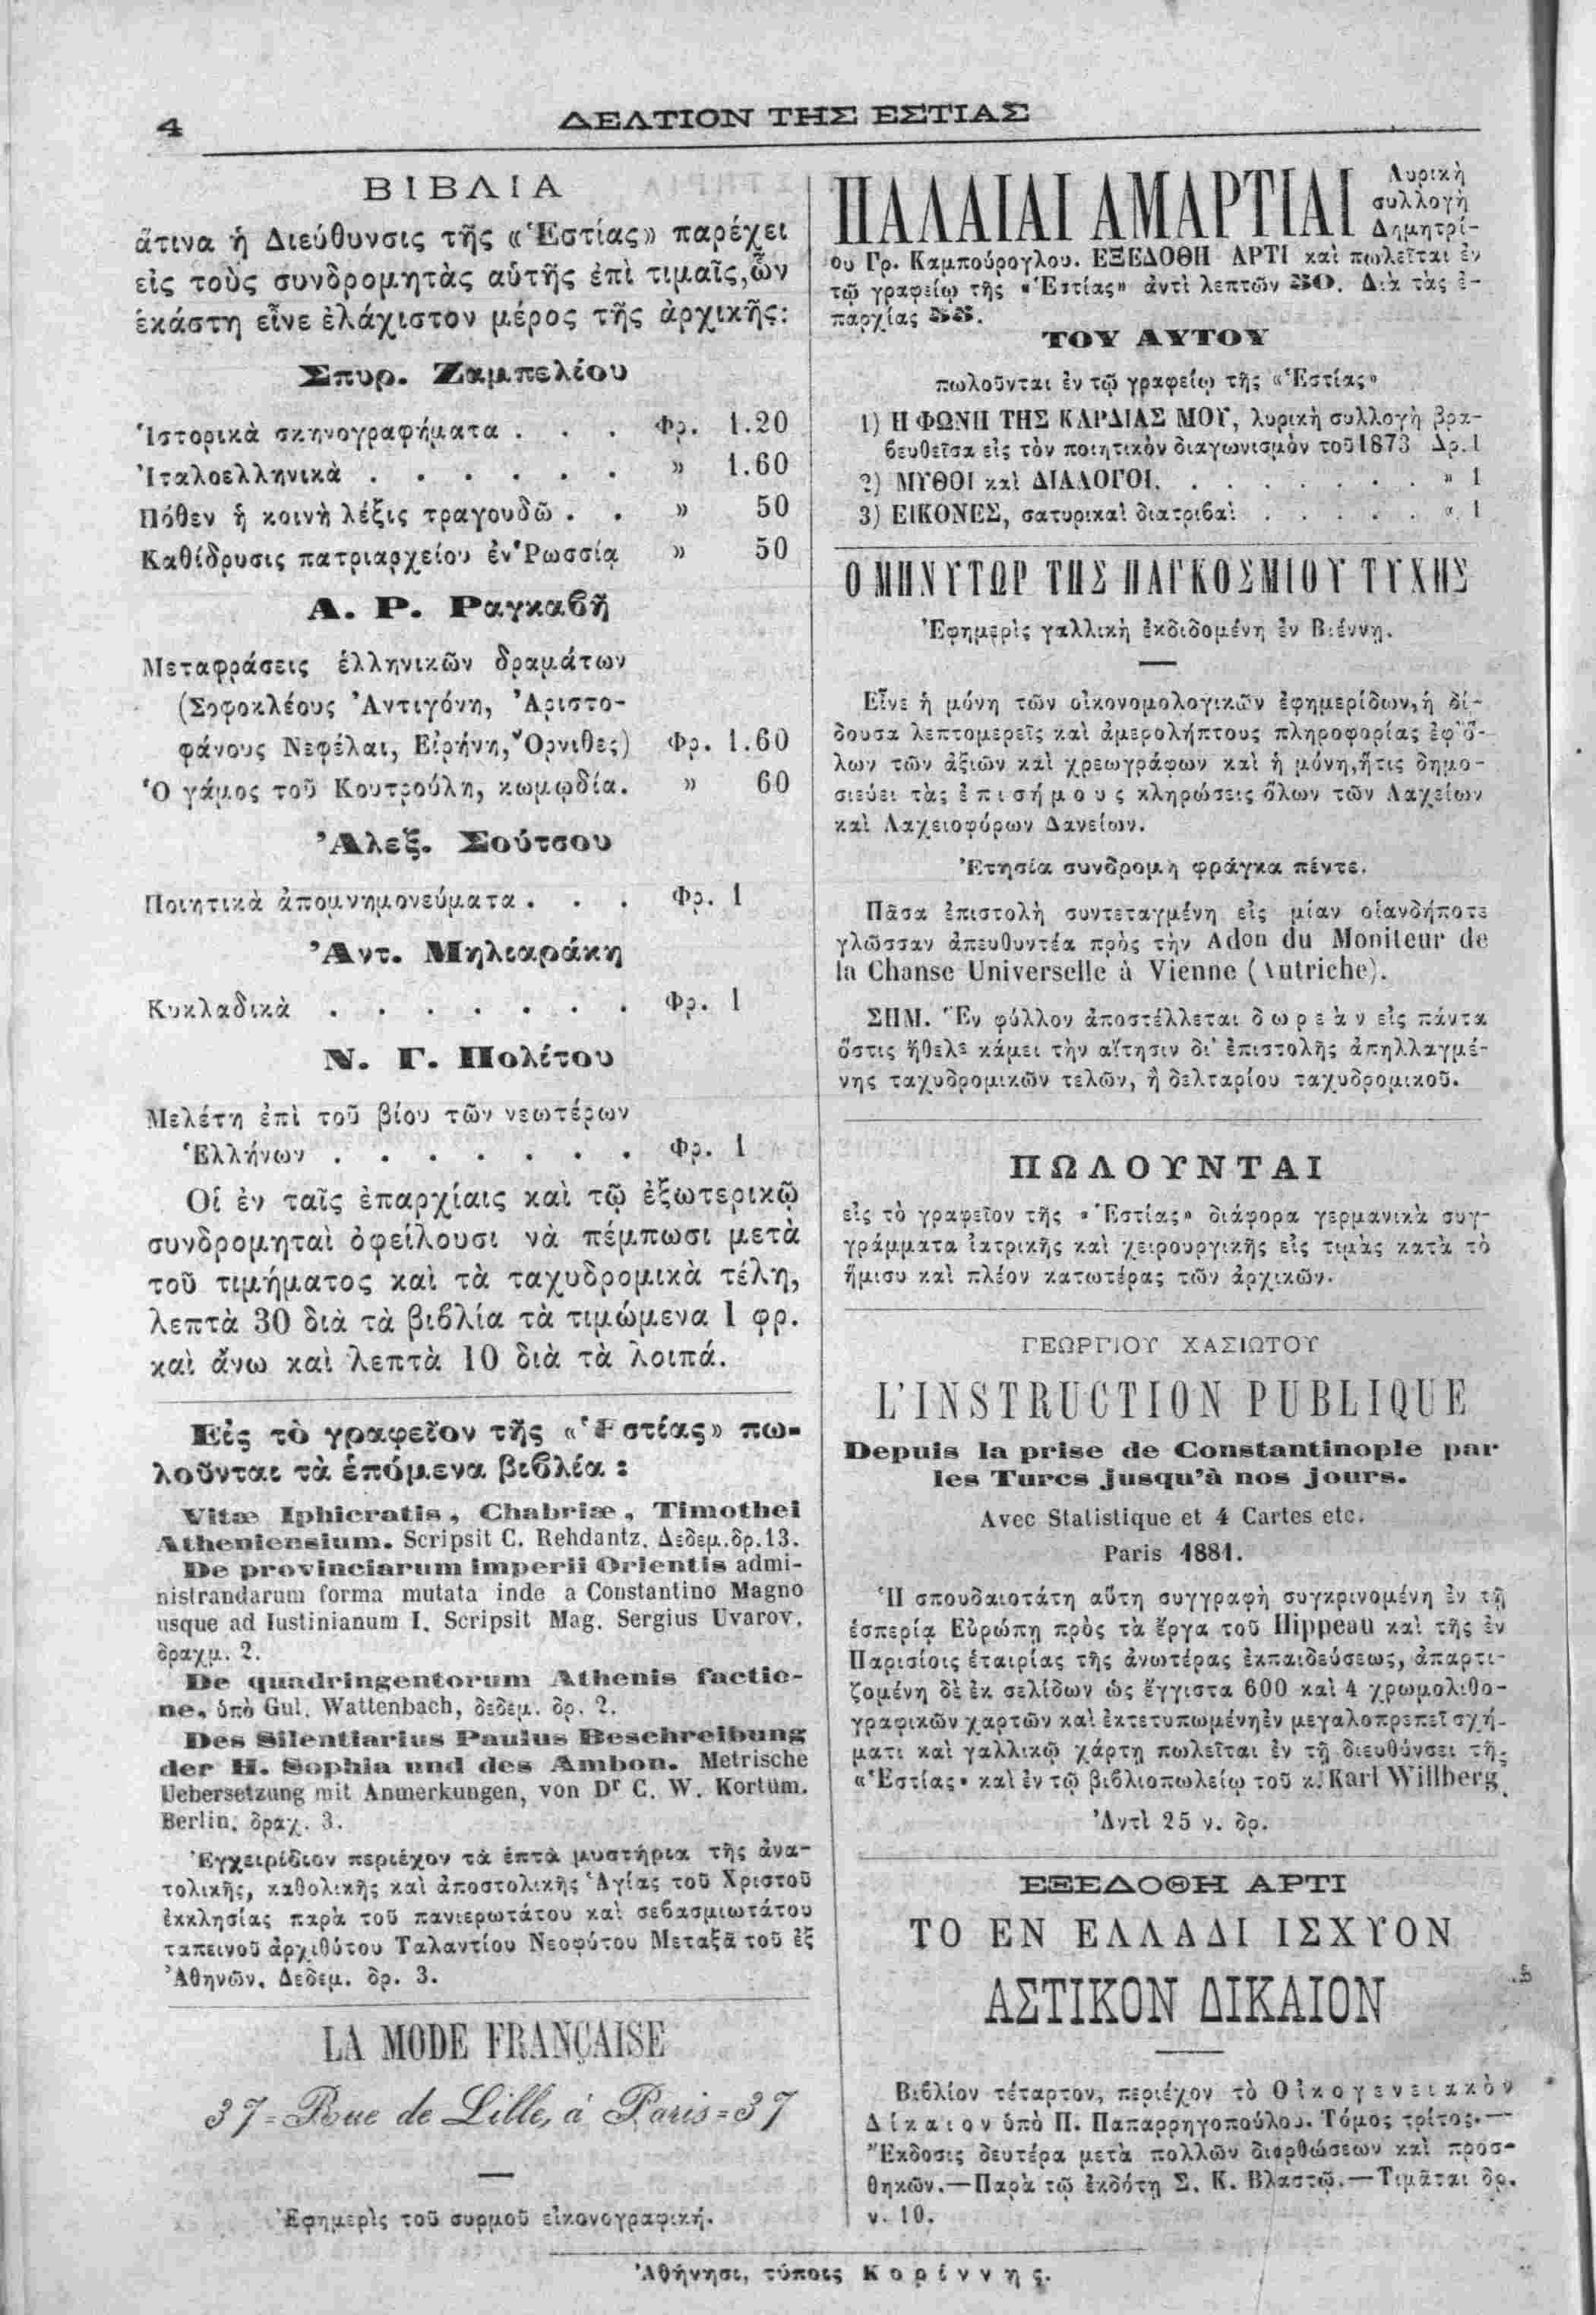 4
ΔΕΛΤΙΟΝ ΤΗΣ ΕΣΤΙΑΣ
ΒΙΒΛΙΑ
ἅτινα ἡ Διεύθυνσις τῆς «Ἑστίας» παρέχει
εἰς τοὺς συνδρομητὰς αὑτῆς ἐπὶ τιμαῖς, ὧν
ἑκάστη εἶνε ἐλάχιστον μέρος τῆς ἀρχικῆς:
Σπυρ. Ζαμπελίου
Ἱστορικὰ σκηνογραφήματα . . . Φρ. 1.20
Ἰταλοελληνικὰ . . . . . . » 1.60
Πόθεν ἡ κοινὴ λέξις τραγουδῶ . . » 50
Καθίδρυσις πατριαρχείου ἐν Ῥωσσίᾳ » 50
Α. Ρ. Ραγκαβῆ
Μεταφράσεις ἑλληνικῶν δραμάτων
(Σοφοκλέους Ἀντιγόνη, Ἀριστο-
φάνους Νεφέλαι, Εἰρήνη, Ὄρνιθες) Φρ. 1.60
Ὁ γάμος τοῦ Κουτρούλη, κωμῳδία. » 60
Ἀλεξ. Σούτσου
Ποιητικὰ ἀπομνημονεύματα . . . Φρ. 1
Ἀντ. Μηλιαράκη
Κυκλαδικὰ . . . . . . . Φρ. 1
Ν. Γ. Πολίτου
Μελέτη ἐπὶ τοῦ βίου τῶν νεωτέρων
Ἑλλήνων . . . . . . . Φρ. 1
Οἱ ἐν ταῖς ἐπαρχίαις καὶ τῷ ἐξωτερικῷ
συνδρομηταὶ ὀφείλουσι νὰ πέμπωσι μετὰ
τοῦ τιμήματος καὶ τὰ ταχυδρομικὰ τέλη,
λεπτὰ 30 διὰ τὰ βιβλία τὰ τιμώμενα 1 φρ.
καὶ ἄνω καὶ λεπτὰ 10 διὰ τὰ λοιπά.
Εἰς τὸ γραφεῖον τῆς «Ἑστίας» πω-
λοῦνται τὰ ἑπόμενα βιβλία :
Vitæ Iphicratis, Chabriæ, Timothei
Atheniensium. Scripsit C. Rehdantz. Δεδεμ.δρ.13.
De provinciarum imperii Orientis admi-
nistrandarum forma mutata inde a Constantino Magno
usque ad Iustinianum I. Scripsit Mag. Sergius Uvarov.
δραχμ. 2.
De quadringentorum Athenis factio-
ne, ὑπὸ Gul. Wattenbach, δεδεμ. δρ. 2.
Des Silentiarius Paulus Beschreibung
der H. Sophia und des Ambon. Metrische
Uebersetzung mit Anmerkungen, von Dr C. W. Kortum.
Berlin, δραχ. 3.
Ἐγχειρίδιον περιέχον τὰ ἑπτὰ μυστήρια τῆς ἀνα-
τολικῆς, καθολικῆς καὶ ἀποστολικῆς Ἁγίας τοῦ Χριστοῦ
ἐκκλησίας παρὰ τοῦ πανιερωτάτου καὶ σεβασμιωτάτου
ταπεινοῦ ἀρχιθύτου Ταλαντίου Νεοφύτου Μεταξᾶ τοῦ ἐξ
Ἀθηνῶν, Δεδεμ. δρ. 3.
LA MODE FRANÇAISE
37=Rue de Lille, à Paris=37
Ἐφημερὶς τοῦ συρμοῦ εἰκονογραφική.
ΠΑΛΑΙΑΙ ΑΜΑΡΤΙΑΙ Λυρικὴ
συλλογὴ
Δημητρί-
ου Γρ. Καμπούρογλου. ΕΞΕΔΟΘΗ ΑΡΤΙ καὶ πωλεῖται ἐν
τῷ γραφείῳ τῆς «Ἑστίας» ἀντὶ λεπτῶν 50. Διὰ τὰς ἐ-
παρχίας 55.
ΤΟΥ ΑΥΤΟΥ
πωλοῦνται ἐν τῷ γραφείῳ τῆς «Ἑστίας»
1) Η ΦΩΝΗ ΤΗΣ ΚΑΡΔΙΑΣ ΜΟΥ, λυρικὴ συλλογὴ βρα-
βευθεῖσα εἰς τὸν ποιητικὸν διαγωνισμὸν τοῦ 1873 Δρ. 1
2) ΜΥΘΟΙ καὶ ΔΙΑΛΟΓΟΙ. . . . . . . . » 1
3) ΕΙΚΟΝΕΣ, σατυρικαὶ διατριβαὶ . . . . . « 1
Ο ΜΗΝΥΤΩΡ ΤΗΣ ΠΑΓΚΟΣΜΙΟΥ ΤΥΧΗΣ
Ἐφημερὶς γαλλικὴ ἐκδιδομένη ἐν Βιέννῃ.
Εἶνε ἡ μόνη τῶν οἰκονομολογικῶν ἐφημερίδων, ἡ δί-
δουσα λεπτομερεῖς καὶ ἀμερολήπτους πληροφορίας ἐφ' ὅ-
λων τῶν ἀξιῶν καὶ χρεωγράφων καὶ ἡ μόνη, ἥτις δημο-
σιεύει τὰς ἐπισήμους κληρώσεις ὅλων τῶν Λαχείων
καὶ Λαχειοφόρων Δανείων.
Ἐτησία συνδρομὴ φράγκα πέντε.
Πᾶσα ἐπιστολὴ συντεταγμένη εἰς μίαν οἱανδήποτε
γλῶσσαν ἀπευθυντέα πρὸς τὴν Adon du Moniteur de
la Chanse Universelle à Vienne (Autriche).
ΣΗΜ. Ἓν φύλλον ἀποστέλλεται δωρεὰν εἰς πάντα
ὅστις ἤθελε κάμει τὴν αἴτησιν δι' ἐπιστολῆς ἀπηλλαγμέ-
νης ταχυδρομικῶν τελῶν, ἢ δελταρίου ταχυδρομικοῦ.
ΠΩΛΟΥΝΤΑΙ
εἰς τὸ γραφεῖον τῆς «Ἑστίας» διάφορα γερμανικὰ συγ-
γράμματα ἰατρικῆς καὶ χειρουργικῆς εἰς τιμὰς κατὰ τὸ
ἥμισυ καὶ πλέον κατωτέρας τῶν ἀρχικῶν.
ΓΕΩΡΓΙΟΥ ΧΑΣΙΩΤΟΥ
L'INSTRUCTION PUBLIQUE
Depuis la prise de Constantinople par
les Turcs jusqu'à nos jours.
Avec Statistique et 4 Cartes etc.
Paris 1881.
Ἡ σπουδαιοτάτη αὕτη συγγραφὴ συγκρινομένη ἐν τῇ
ἑσπερίᾳ Εὐρώπῃ πρὸς τὰ ἔργα τοῦ Hippeau καὶ τῆς ἐν
Παρισίοις ἑταιρίας τῆς ἀνωτέρας ἐκπαιδεύσεως, ἀπαρτι-
ζομένη δὲ ἐκ σελίδων ὡς ἔγγιστα 600 καὶ 4 χρωμολιθο-
γραφικῶν χαρτῶν καὶ ἐκτετυπωμένη ἐν μεγαλοπρεπεῖ σχή-
ματι καὶ γαλλικῷ χάρτῃ πωλεῖται ἐν τῇ διευθύνσει τῆς
«Ἑστίας» καὶ ἐν τῷ βιβλιοπωλείῳ τοῦ κ. Karl Willberg
Ἀντὶ 25 ν. δρ.
ΕΞΕΔΟΘΗ ΑΡΤΙ
ΤΟ ΕΝ ΕΛΛΑΔΙ ΙΣΧΥΟΝ
ΑΣΤΙΚΟΝ ΔΙΚΑΙΟΝ
Βιβλίον τέταρτον, περιέχον τὸ Οἰκογενειακὸν
Δίκαιον ὑπὸ Π. Παπαρρηγοπούλου. Τόμος τρίτος.—
Ἔκδοσις δευτέρα μετὰ πολλῶν διορθώσεων καὶ προσ-
θηκῶν.—Παρὰ τῷ ἐκδότῃ Σ. Κ. Βλαστῷ.—Τιμᾶται δρ.
ν. 10.
Ἀθήνησι, τύποις Κορίννης.